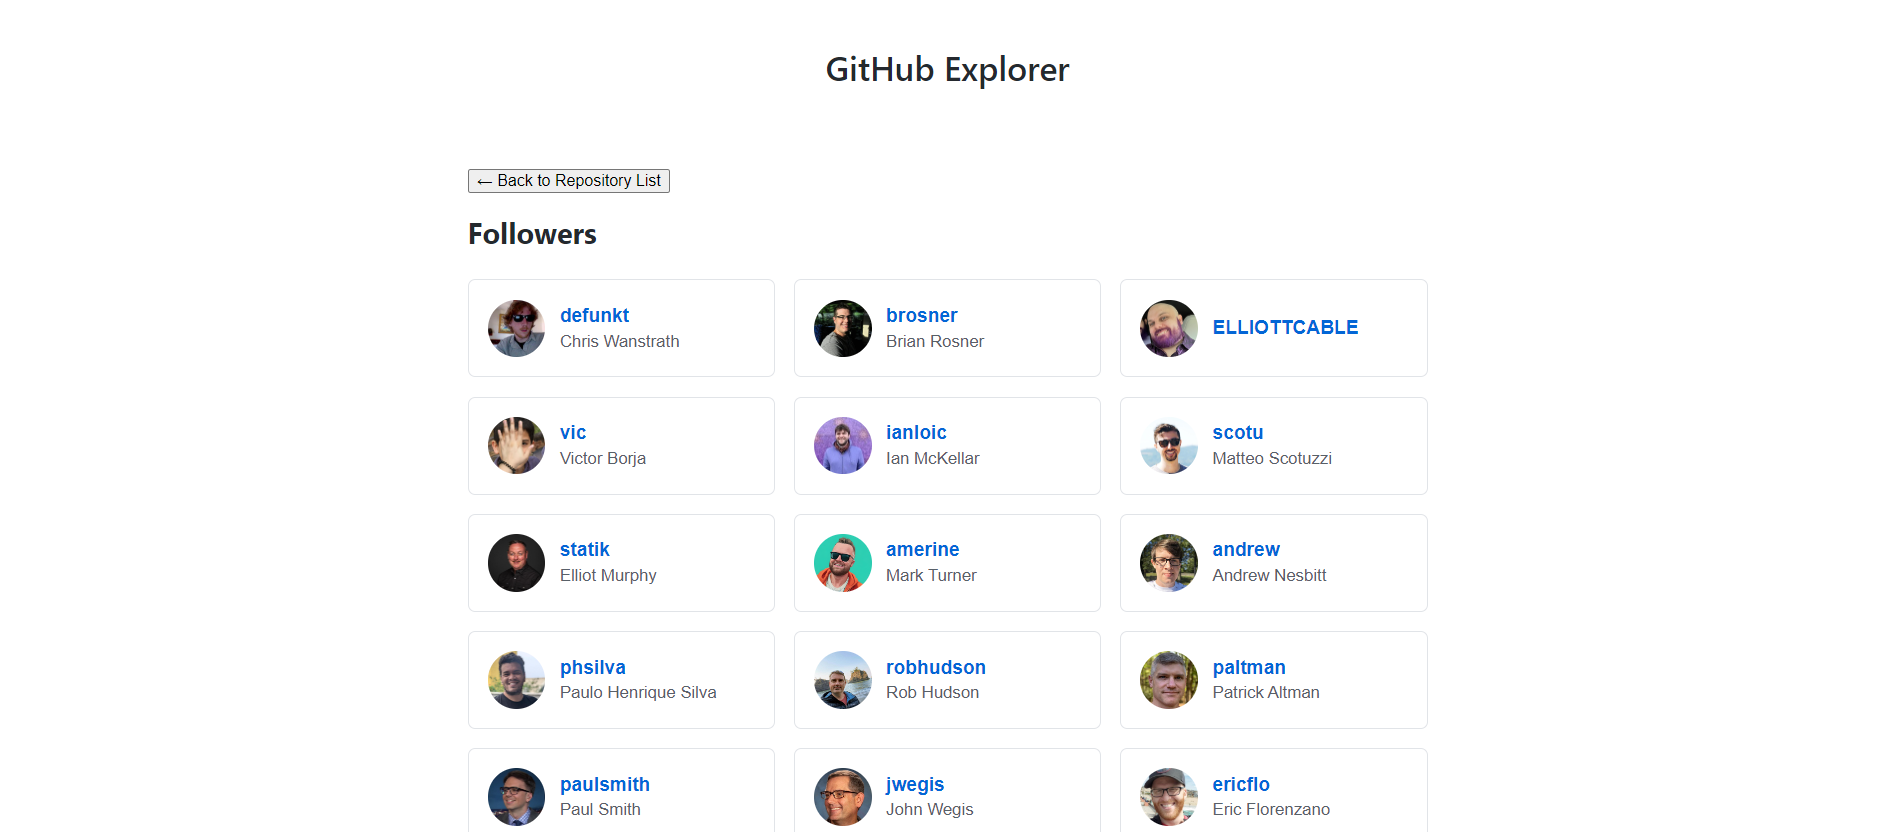 GitHub Explorer
← Back to Repository List
Followers
defunkt
Chris Wanstrath
brosner
Brian Rosner
ELLIOTTCABLE
vic
Victor Borja
ianloic
Ian McKellar
scotu
Matteo Scotuzzi
statik
Elliot Murphy
amerine
Mark Turner
andrew
Andrew Nesbitt
phsilva
Paulo Henrique Silva
robhudson
Rob Hudson
paltman
Patrick Altman
paulsmith
Paul Smith
jwegis
John Wegis
ericflo
Eric Florenzano